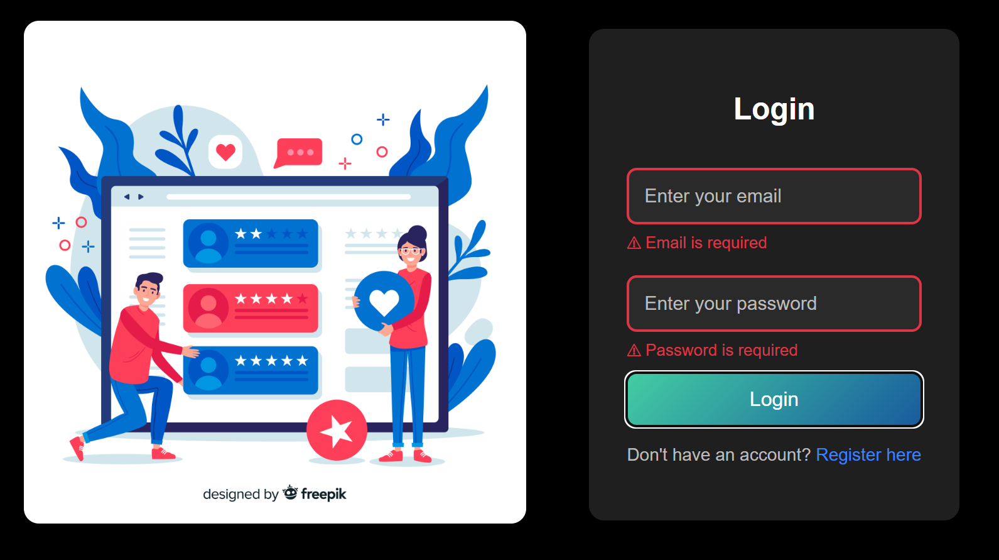 designed by freepik
Login
Enter your email
⚠ Email is required
Enter your password
⚠ Password is required
Login
Don't have an account? Register here